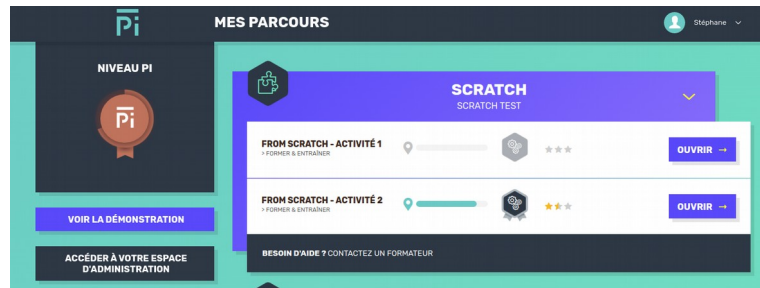 Pi
MES PARCOURS
Stéphane
NIVEAU PI
Pi
VOIR LA DÉMONSTRATION
ACCÉDER À VOTRE ESPACE
D'ADMINISTRATION
SCRATCH
SCRATCH TEST
FROM SCRATCH - ACTIVITÉ 1
> FORMER & ENTRAÎNER
OUVRIR →
FROM SCRATCH - ACTIVITÉ 2
> FORMER & ENTRAÎNER
OUVRIR →
BESOIN D'AIDE ? CONTACTEZ UN FORMATEUR